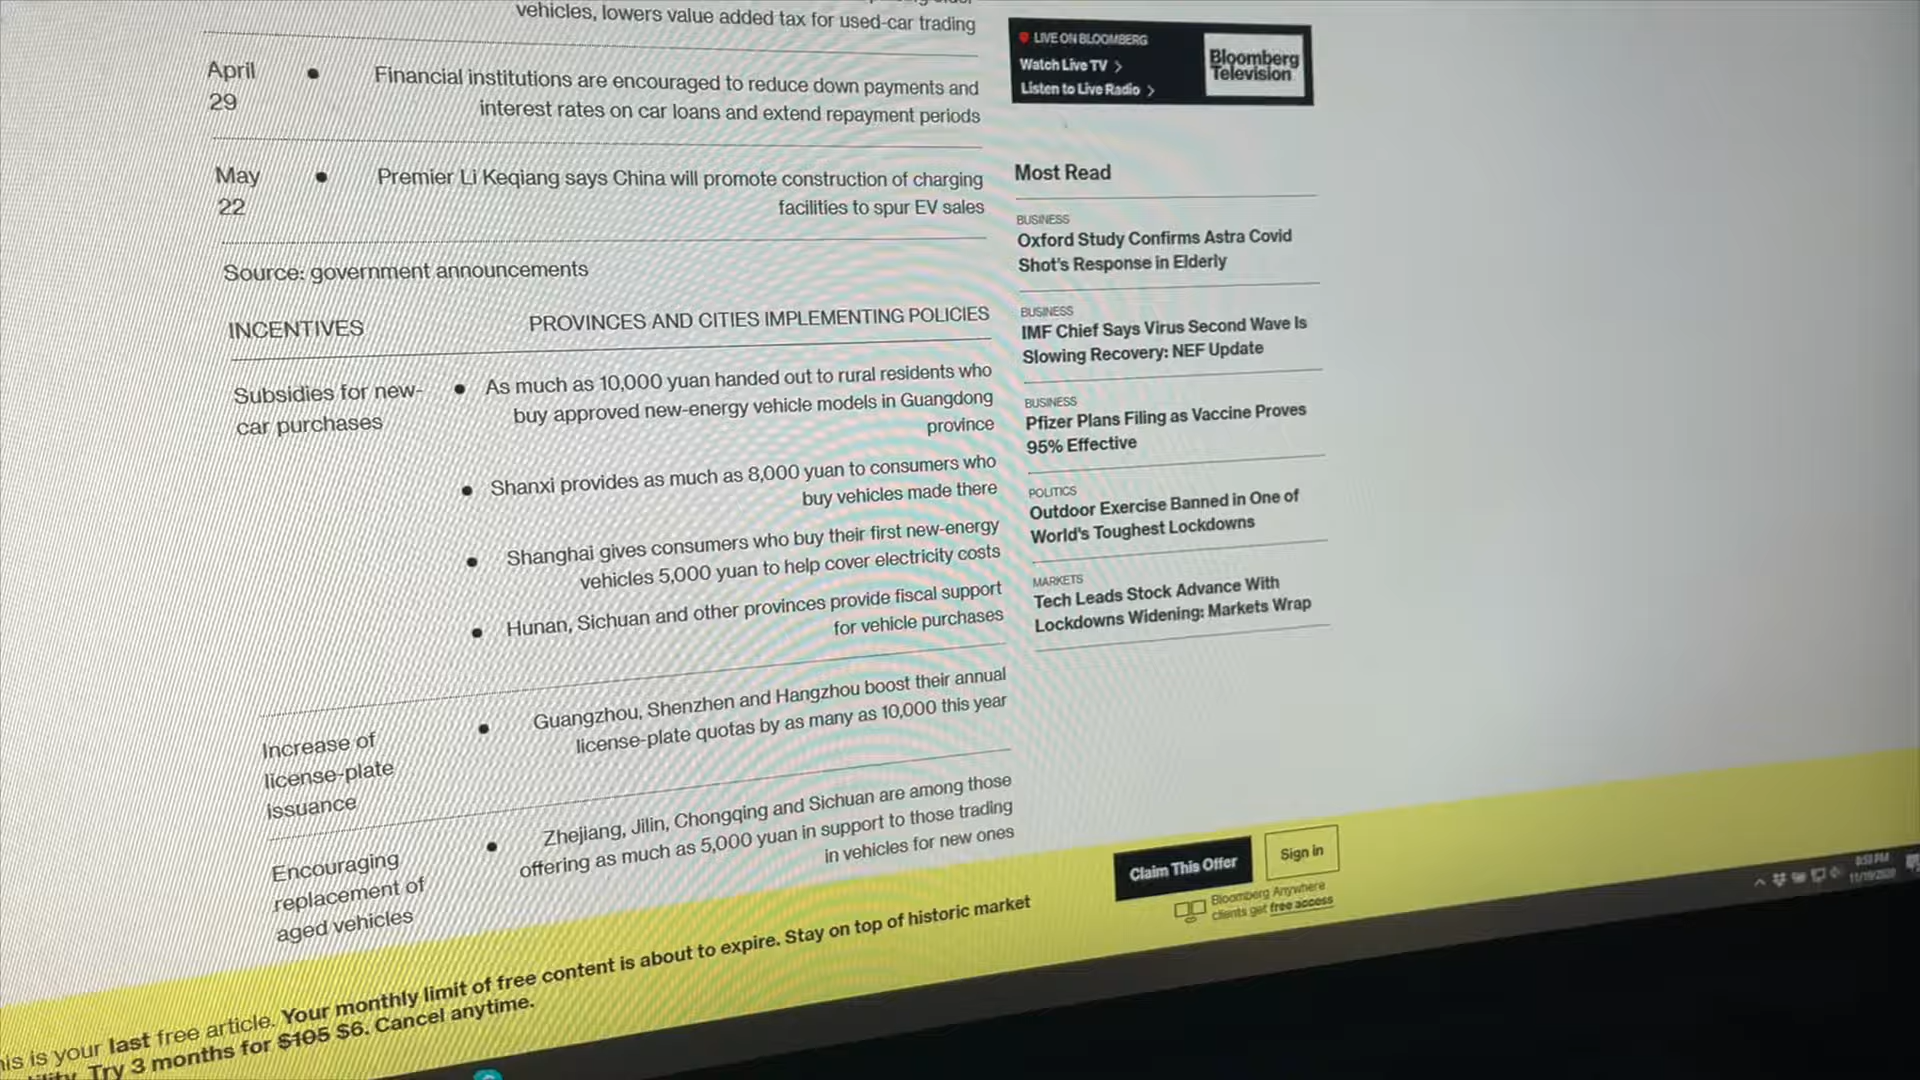 vehicles, lowers value added tax for used-car trading
April
29
● Financial institutions are encouraged to reduce down payments and
interest rates on car loans and extend repayment periods
May
22
● Premier Li Keqiang says China will promote construction of charging
facilities to spur EV sales
Source: government announcements
INCENTIVES
PROVINCES AND CITIES IMPLEMENTING POLICIES
Subsidies for new-
car purchases
● As much as 10,000 yuan handed out to rural residents who
buy approved new-energy vehicle models in Guangdong
province
● Shanxi provides as much as 8,000 yuan to consumers who
buy vehicles made there
● Shanghai gives consumers who buy their first new-energy
vehicles 5,000 yuan to help cover electricity costs
● Hunan, Sichuan and other provinces provide fiscal support
for vehicle purchases
Increase of
license-plate
issuance
● Guangzhou, Shenzhen and Hangzhou boost their annual
license-plate quotas by as many as 10,000 this year
Encouraging
replacement of
aged vehicles
● Zhejiang, Jilin, Chongqing and Sichuan are among those
offering as much as 5,000 yuan in support to those trading
in vehicles for new ones
LIVE ON BLOOMBERG
Watch Live TV >
Listen to Live Radio >
Bloomberg
Television
Most Read
BUSINESS
Oxford Study Confirms Astra Covid
Shot's Response in Elderly
BUSINESS
IMF Chief Says Virus Second Wave Is
Slowing Recovery: NEF Update
BUSINESS
Pfizer Plans Filing as Vaccine Proves
95% Effective
POLITICS
Outdoor Exercise Banned in One of
World's Toughest Lockdowns
MARKETS
Tech Leads Stock Advance With
Lockdowns Widening: Markets Wrap
is your last free article. Your monthly limit of free content is about to expire. Stay on top of historic market
Try 3 months for $105 $6. Cancel anytime.
Claim This Offer
Sign in
Bloomberg Anywhere
clients get free access
11/19/2020